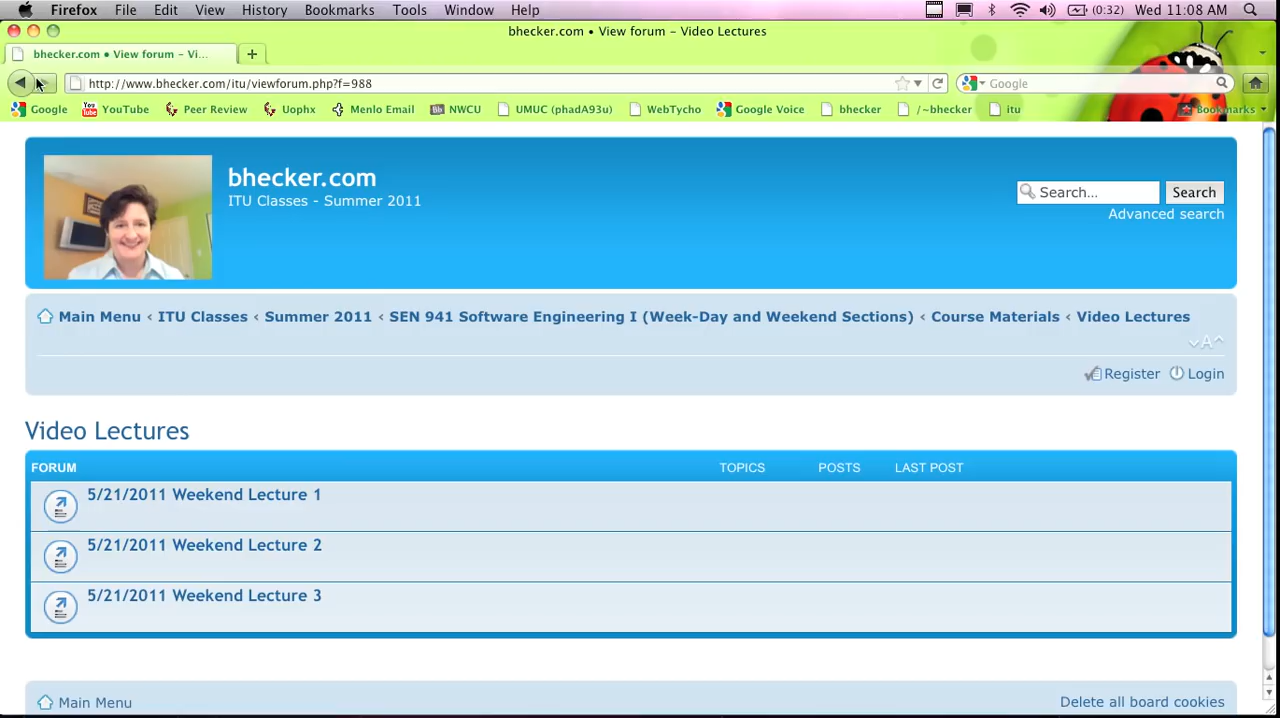 Firefox File Edit View History Bookmarks Tools Window Help (0:32) Wed 11:08 AM
bhecker.com • View forum – Video Lectures
bhecker.com • View forum – Vi...
http://www.bhecker.com/itu/viewforum.php?f=988 Google
Google YouTube Peer Review Uophx Menlo Email Bb NWCU UMUC (phadA93u) WebTycho Google Voice bhecker /~bhecker itu Bookmarks
bhecker.com
ITU Classes - Summer 2011
Search... Search
Advanced search
Main Menu ‹ ITU Classes ‹ Summer 2011 ‹ SEN 941 Software Engineering I (Week-Day and Weekend Sections) ‹ Course Materials ‹ Video Lectures
A
Register Login
Video Lectures
FORUM TOPICS POSTS LAST POST
5/21/2011 Weekend Lecture 1
5/21/2011 Weekend Lecture 2
5/21/2011 Weekend Lecture 3
Main Menu Delete all board cookies